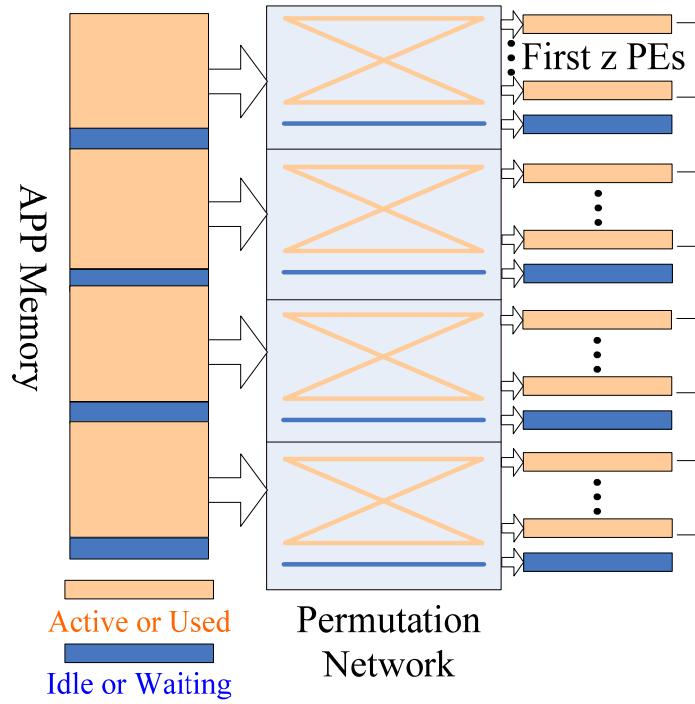 First z PEs
APP Memory
Active or Used
Idle or Waiting
Permutation
Network